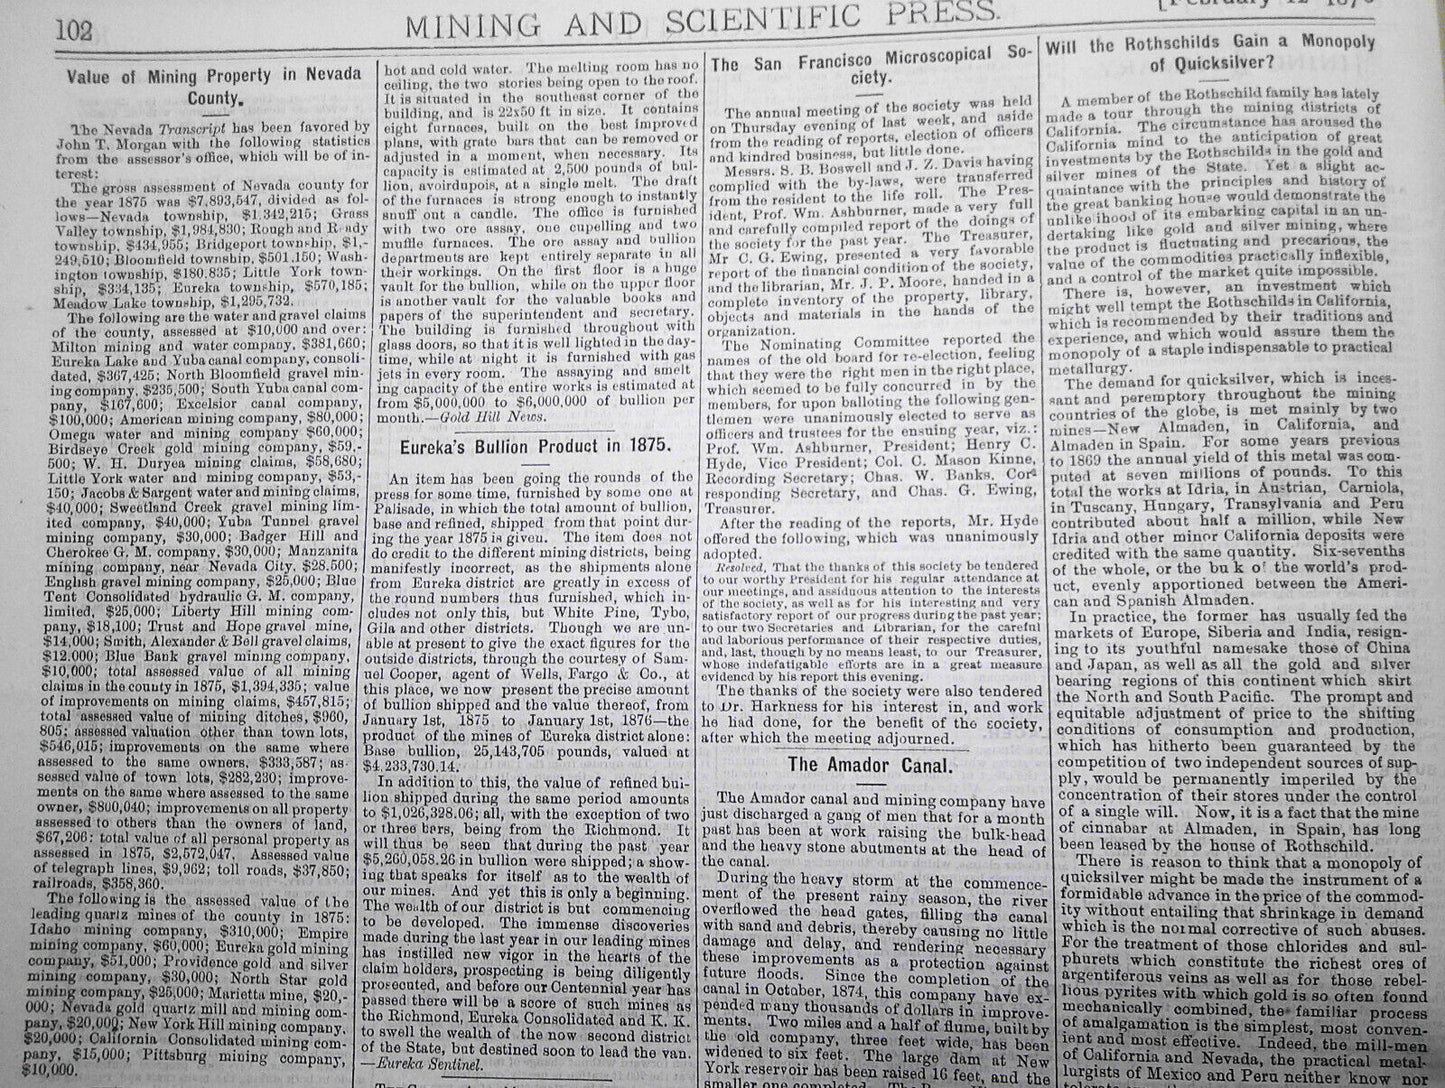 102
MINING AND SCIENTIFIC PRESS.
[February 12 1876
Value of Mining Property in Nevada
County.
The Nevada Transcript has been favored by
John T. Morgan with the following statistics
from the assessor's office, which will be of in-
terest:
The gross assessment of Nevada county for
the year 1875 was $7,893,547, divided as fol-
lows—Nevada township, $1,342,215; Grass
Valley township, $1,984,830; Rough and Ready
township, $434,955; Bridgeport township, $1,-
249,510; Bloomfield township, $501,150; Wash-
ington township, $180,835; Little York town-
ship, $334,135; Eureka township, $570,185;
Meadow Lake township, $1,295,732.
The following are the water and gravel claims
of the county, assessed at $10,000 and over:
Milton mining and water company, $381,660;
Eureka Lake and Yuba canal company, consoli-
dated, $367,425; North Bloomfield gravel min-
ing company, $235,500; South Yuba canal com-
pany, $167,600; Excelsior canal company,
$100,000; American mining company, $80,000;
Omega water and mining company $60,000;
Birdseye Creek gold mining company, $59,-
500; W. H. Duryea mining claims, $58,680;
Little York water and mining company, $53,-
150; Jacobs & Sargent water and mining claims,
$40,000; Sweetland Creek gravel mining lim-
ited company, $40,000; Yuba Tunnel gravel
mining company, $30,000; Badger Hill and
Cherokee G. M. company, $30,000; Manzanita
mining company, near Nevada City, $28,500;
English gravel mining company, $25,000; Blue
Tent Consolidated hydraulic G. M. company,
limited, $25,000; Liberty Hill mining com-
pany, $18,100; Trust and Hope gravel mine,
$14,000; Smith, Alexander & Bell gravel claims,
$12,000; Blue Bank gravel mining company,
$10,000; total assessed value of all mining
claims in the county in 1875, $1,394,335; value
of improvements on mining claims, $457,815;
total assessed value of mining ditches, $960,
805; assessed valuation other than town lots,
$546,015; improvements on the same where
assessed to the same owners, $333,587; as-
sessed value of town lots, $282,230; improve-
ments on the same where assessed to the same
owner, $800,040; improvements on all property
assessed to others than the owners of land,
$67,206; total value of all personal property as
assessed in 1875, $2,572,047. Assessed value
of telegraph lines, $9,962; toll roads, $37,850;
railroads, $358,360.
The following is the assessed value of the
leading quartz mines of the county in 1875:
Idaho mining company, $310,000; Empire
mining company, $60,000; Eureka gold mining
company, $51,000; Providence gold and silver
mining company, $30,000; North Star gold
mining company, $25,000; Marietta mine, $20,-
000; Nevada gold quartz mill and mining com-
pany, $20,000; New York Hill mining company,
$20,000; California Consolidated mining com-
pany, $15,000; Pittsburg mining company,
$10,000.
hot and cold water. The melting room has no
ceiling, the two stories being open to the roof.
It is situated in the southeast corner of the
building, and is 22x50 ft in size. It contains
eight furnaces, built on the best improved
plans, with grate bars that can be removed or
adjusted in a moment, when necessary. Its
capacity is estimated at 2,500 pounds of bul-
lion, avoirdupois, at a single melt. The draft
of the furnaces is strong enough to instantly
snuff out a candle. The office is furnished
with two ore assay, one cupelling and two
muffle furnaces. The ore assay and bullion
departments are kept entirely separate in all
their workings. On the first floor is a huge
vault for the bullion, while on the upper floor
is another vault for the valuable books and
papers of the superintendent and secretary.
The building is furnished throughout with
glass doors, so that it is well lighted in the day-
time, while at night it is furnished with gas
jets in every room. The assaying and smelt
ing capacity of the entire works is estimated at
from $5,000,000 to $6,000,000 of bullion per
month.—Gold Hill News.
Eureka's Bullion Product in 1875.
An item has been going the rounds of the
press for some time, furnished by some one at
Palisade, in which the total amount of bullion,
base and refined, shipped from that point dur-
ing the year 1875 is given. The item does not
do credit to the different mining districts, being
manifestly incorrect, as the shipments alone
from Eureka district are greatly in excess of
the round numbers thus furnished, which in-
cludes not only this, but White Pine, Tybo,
Gila and other districts. Though we are un-
able at present to give the exact figures for the
outside districts, through the courtesy of Sam-
uel Cooper, agent of Wells, Fargo & Co., at
this place, we now present the precise amount
of bullion shipped and the value thereof, from
January 1st, 1875 to January 1st, 1876—the
product of the mines of Eureka district alone:
Base bullion, 25,143,705 pounds, valued at
$4,233,730.14.
In addition to this, the value of refined bul-
lion shipped during the same period amounts
to $1,026,328.06; all, with the exception of two
or three bars, being from the Richmond. It
will thus be seen that during the past year
$5,260,058.26 in bullion were shipped; a show-
ing that speaks for itself as to the wealth of
our mines. And yet this is only a beginning.
The wealth of our district is but commencing
to be developed. The immense discoveries
made during the last year in our leading mines
has instilled new vigor in the hearts of the
claim holders, prospecting is being diligently
prosecuted, and before our Centennial year has
passed there will be a score of such mines as
the Richmond, Eureka Consolidated and K. K.
to swell the wealth of the now second district
of the State, but destined soon to lead the van.
—Eureka Sentinel.
The San Francisco Microscopical So-
ciety.
The annual meeting of the society was held
on Thursday evening of last week, and aside
from the reading of reports, election of officers
and kindred business, but little done.
Messrs. S. B. Boswell and J. Z. Davis having
complied with the by-laws, were transferred
from the resident to the life roll. The Pres-
ident, Prof. Wm. Ashburner, made a very full
and carefully compiled report of the doings of
the society for the past year. The Treasurer,
Mr C. G. Ewing, presented a very favorable
report of the financial condition of the society,
and the librarian, Mr. J. P. Moore, handed in a
complete inventory of the property, library,
objects and materials in the hands of the
organization.
The Nominating Committee reported the
names of the old board for re-election, feeling
that they were the right men in the right place,
which seemed to be fully concurred in by the
members, for upon balloting the following gen-
tlemen were unanimously elected to serve as
officers and trustees for the ensuing year, viz.:
Prof. Wm. Ashburner, President; Henry C.
Hyde, Vice President; Col. C. Mason Kinne,
Recording Secretary; Chas. W. Banks, Cor-
responding Secretary, and Chas. G. Ewing,
Treasurer.
After the reading of the reports, Mr. Hyde
offered the following, which was unanimously
adopted.
Resolved, That the thanks of this society be tendered
to our worthy President for his regular attendance at
our meetings, and assiduous attention to the interests
of the society, as well as for his interesting and very
satisfactory report of our progress during the past year;
to our two Secretaries and Librarian, for the careful
and laborious performance of their respective duties,
and, last, though by no means least, to our Treasurer,
whose indefatigable efforts are in a great measure
evidenced by his report this evening.
The thanks of the society were also tendered
to Dr. Harkness for his interest in, and work
he had done, for the benefit of the society,
after which the meeting adjourned.
The Amador Canal.
The Amador canal and mining company have
just discharged a gang of men that for a month
past has been at work raising the bulk-head
and the heavy stone abutments at the head of
the canal.
During the heavy storm at the commence-
ment of the present rainy season, the river
overflowed the head gates, filling the canal
with sand and debris, thereby causing no little
damage and delay, and rendering necessary
these improvements as a protection against
future floods. Since the completion of the
canal in October, 1874, this company have ex-
pended many thousands of dollars in improve-
ments. Two miles and a half of flume, built by
the old company, three feet wide, has been
widened to six feet. The large dam at New
York reservoir has been raised 16 feet, and the
smaller one completed.
Will the Rothschilds Gain a Monopoly
of Quicksilver?
A member of the Rothschild family has lately
made a tour through the mining districts of
California. The circumstance has aroused the
California mind to the anticipation of great
investments by the Rothschilds in the gold and
silver mines of the State. Yet a slight ac-
quaintance with the principles and history of
the great banking house would demonstrate the
unlikelihood of its embarking capital in an un-
dertaking like gold and silver mining, where
the product is fluctuating and precarious, the
value of the commodities practically inflexible,
and a control of the market quite impossible.
There is, however, an investment which
might well tempt the Rothschilds in California,
which is recommended by their traditions and
experience, and which would assure them the
monopoly of a staple indispensable to practical
metallurgy.
The demand for quicksilver, which is inces-
sant and peremptory throughout the mining
countries of the globe, is met mainly by two
mines—New Almaden, in California, and
Almaden in Spain. For some years previous
to 1869 the annual yield of this metal was com-
puted at seven millions of pounds. To this
total the works at Idria, in Austrian, Carniola,
in Tuscany, Hungary, Transylvania and Peru
contributed about half a million, while New
Idria and other minor California deposits were
credited with the same quantity. Six-sevenths
of the whole, or the bulk of the world's prod-
uct, evenly apportioned between the Ameri-
can and Spanish Almaden.
In practice, the former has usually fed the
markets of Europe, Siberia and India, resign-
ing to its youthful namesake those of China
and Japan, as well as all the gold and silver
bearing regions of this continent which skirt
the North and South Pacific. The prompt and
equitable adjustment of price to the shifting
conditions of consumption and production,
which has hitherto been guaranteed by the
competition of two independent sources of sup-
ply, would be permanently imperiled by the
concentration of their stores under the control
of a single will. Now, it is a fact that the mine
of cinnabar at Almaden, in Spain, has long
been leased by the house of Rothschild.
There is reason to think that a monopoly of
quicksilver might be made the instrument of a
formidable advance in the price of the commod-
ity without entailing that shrinkage in demand
which is the normal corrective of such abuses.
For the treatment of those chlorides and sul-
phurets which constitute the richest ores of
argentiferous veins as well as for those rebel-
lious pyrites with which gold is so often found
mechanically combined, the familiar process
of amalgamation is the simplest, most conven-
ient and most effective. Indeed, the mill-men
of California and Nevada, the practical metal-
lurgists of Mexico and Peru neither know nor